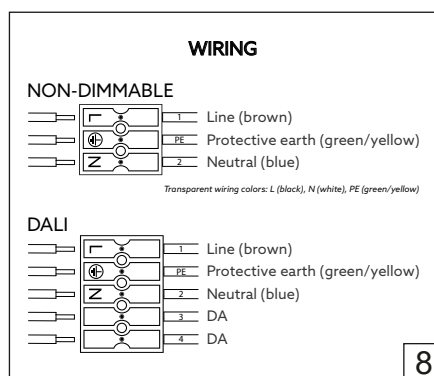 WIRING
NON-DIMMABLE
L 1 Line (brown)
PE Protective earth (green/yellow)
N 2 Neutral (blue)
Transparent wiring colors: L (black), N (white), PE (green/yellow)
DALI
L 1 Line (brown)
PE Protective earth (green/yellow)
N 2 Neutral (blue)
3 DA
4 DA
8